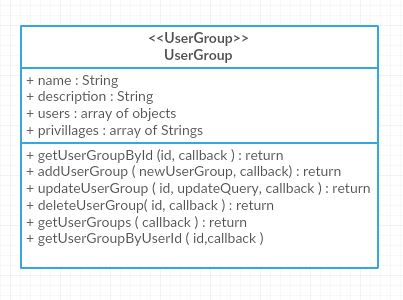 <<UserGroup>>
UserGroup
+ name : String
+ description : String
+ users : array of objects
+ privillages : array of Strings
+ getUserGroupById (id, callback ) : return
+ addUserGroup ( newUserGroup, callback) : return
+ updateUserGroup ( id, updateQuery, callback ) : return
+ deleteUserGroup( id, callback ) : return
+ getUserGroups ( callback ) : return
+ getUserGroupByUserId ( id,callback )